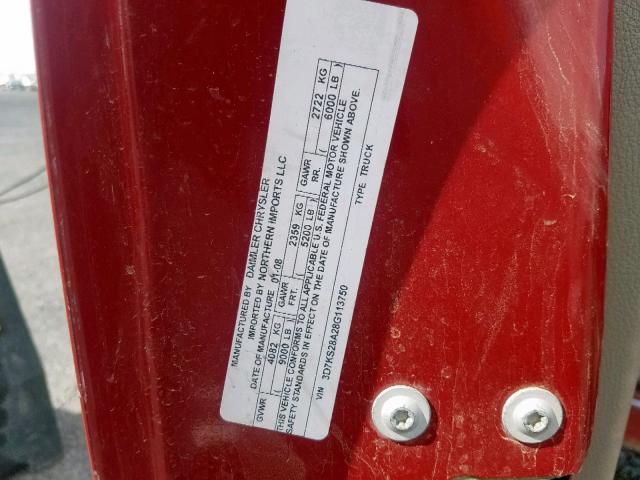 MANUFACTURED BY DAIMLER CHRYSLER
IMPORTED BY NORTHERN IMPORTS LLC
DATE OF MANUFACTURE 01-08
GVWR 4082 KG GAWR 2359 KG GAWR 2722 KG
( 9000 LB ) FRT. ( 5200 LB ) RR. ( 6000 LB )
THIS VEHICLE CONFORMS TO ALL APPLICABLE U.S. FEDERAL MOTOR VEHICLE
SAFETY STANDARDS IN EFFECT ON THE DATE OF MANUFACTURE SHOWN ABOVE.
VIN 3D7KS28A28G113750 TYPE TRUCK